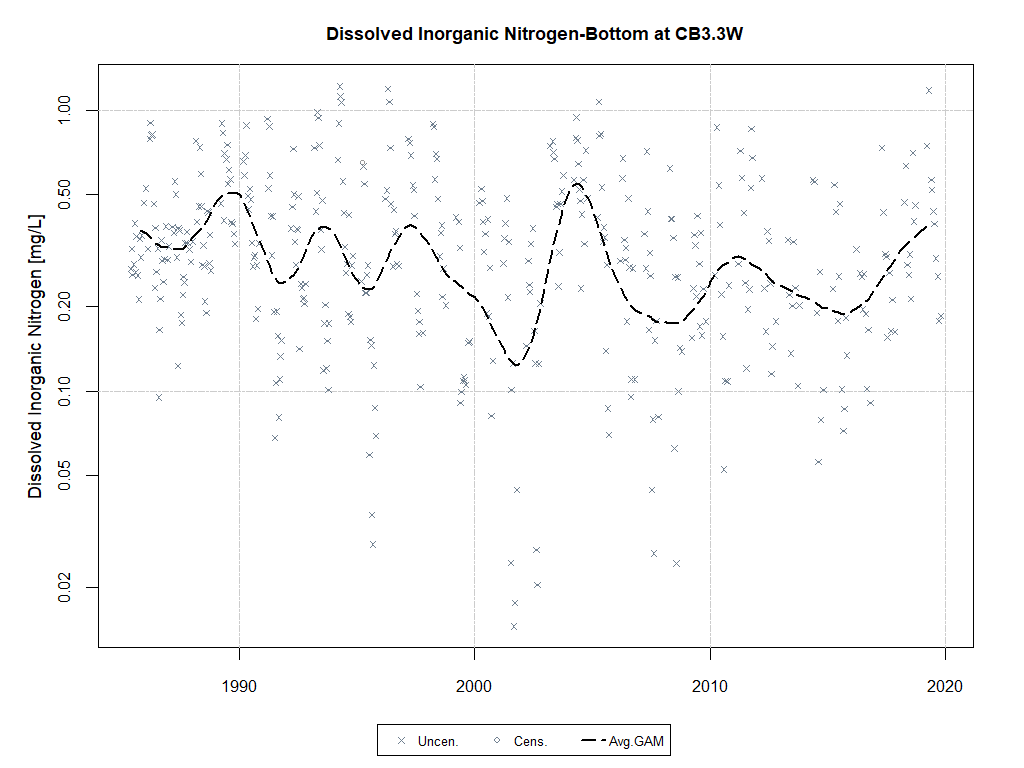 Dissolved Inorganic Nitrogen-Bottom at CB3.3W
Dissolved Inorganic Nitrogen [mg/L]
1.00
0.50
0.20
0.10
0.05
0.02
1990
2000
2010
2020
Uncen.
Cens.
Avg.GAM